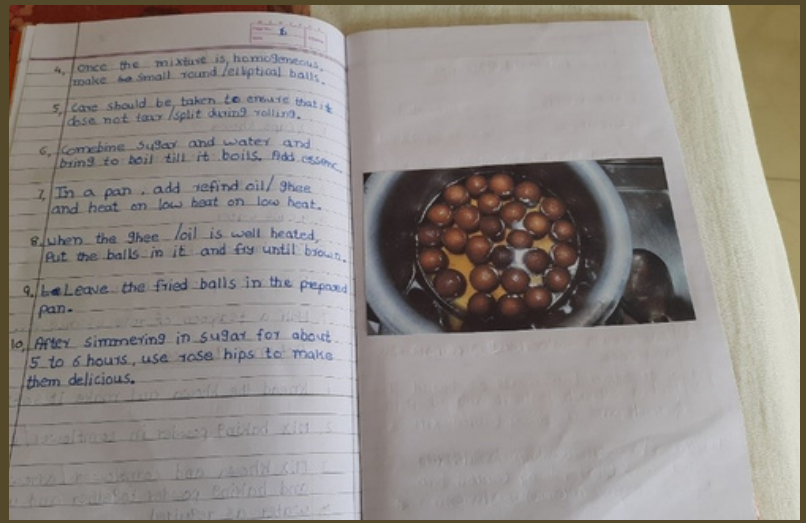 6
4, Once the mixture is, homogeneous,
make small round /elliptical balls.
5, Care should be, taken to ensure that it
dose not tear /split during rolling.
6, Comebine sugar and water and
bring to boil till it boils. Add essenc.
7, In a pan, add refind oil/ ghee
and heat on low beat on low heat.
8. when the ghee /oil is well heated,
Put the balls in it and fry until brown.
9, Leave the fried balls in the prepared
pan.
10, After simmering in sugar for about
5 to 6 hours, use rose hips to make
them delicious.